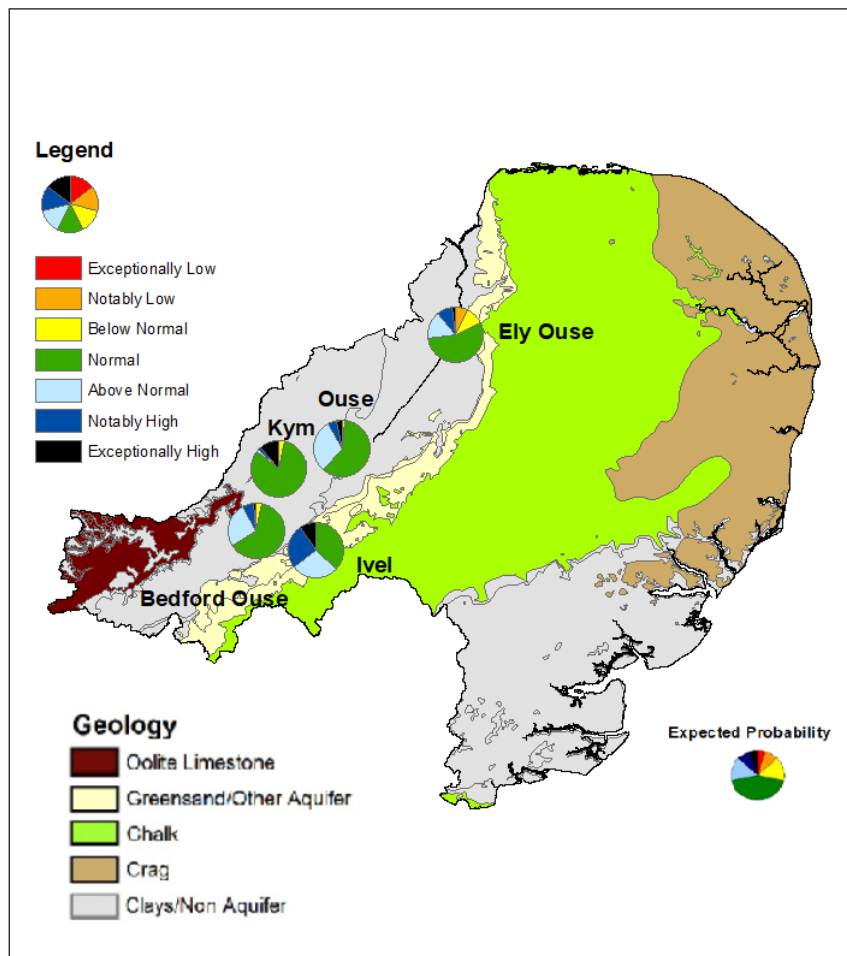 Legend
Exceptionally Low
Notably Low
Below Normal
Normal
Above Normal
Notably High
Exceptionally High
Ely Ouse
Ouse
Kym
Ivel
Bedford Ouse
Geology
Oolite Limestone
Greensand/Other Aquifer
Chalk
Crag
Clays/Non Aquifer
Expected Probability